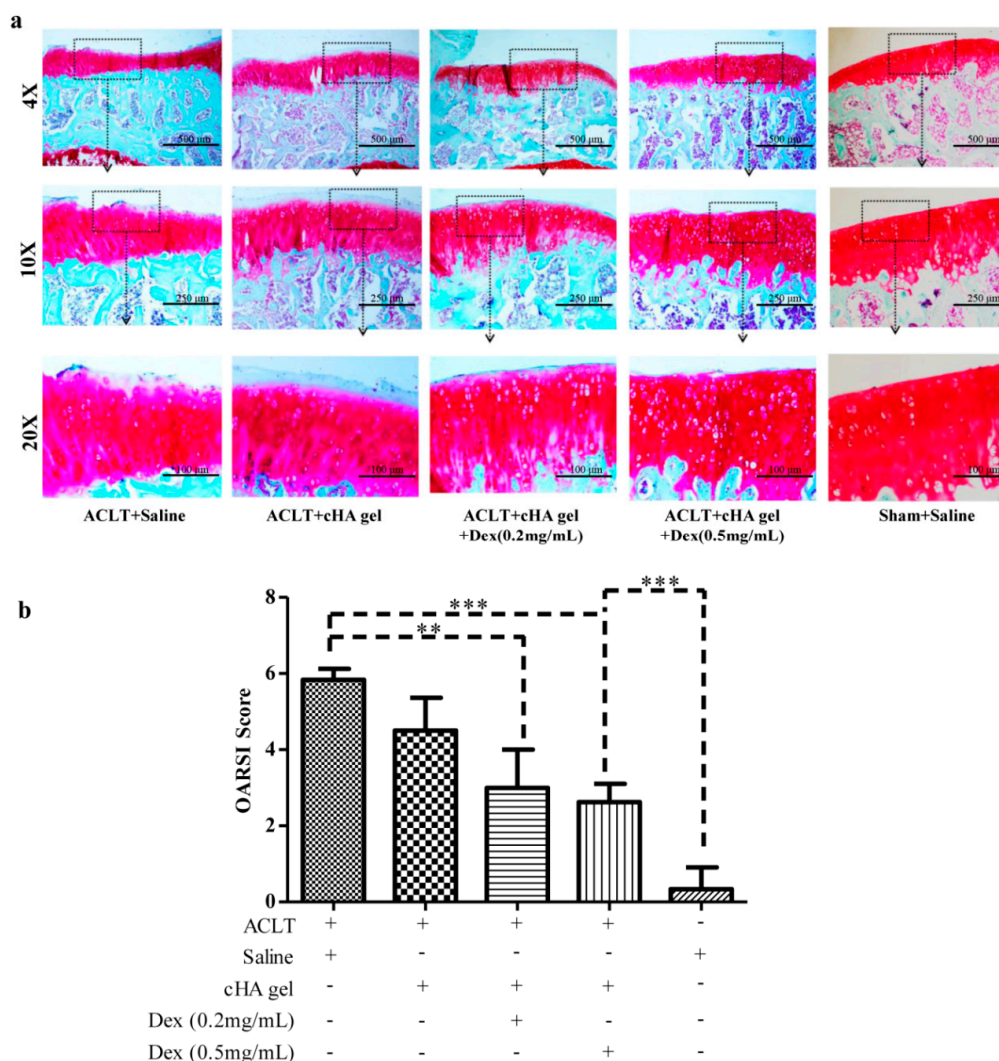 a
4X
500 μm
500 μm
500 μm
500 μm
500 μm
10X
250 μm
250 μm
250 μm
250 μm
250 μm
20X
100 μm
100 μm
100 μm
100 μm
100 μm
ACLT+Saline
ACLT+cHA gel
ACLT+cHA gel
+Dex(0.2mg/mL)
ACLT+cHA gel
+Dex(0.5mg/mL)
Sham+Saline
b
OARSI Score
8
6
4
2
0
***
**
***
ACLT + + + + -
Saline + - - - +
cHA gel - + + + -
Dex (0.2mg/mL) - - + - -
Dex (0.5mg/mL) - - - + -